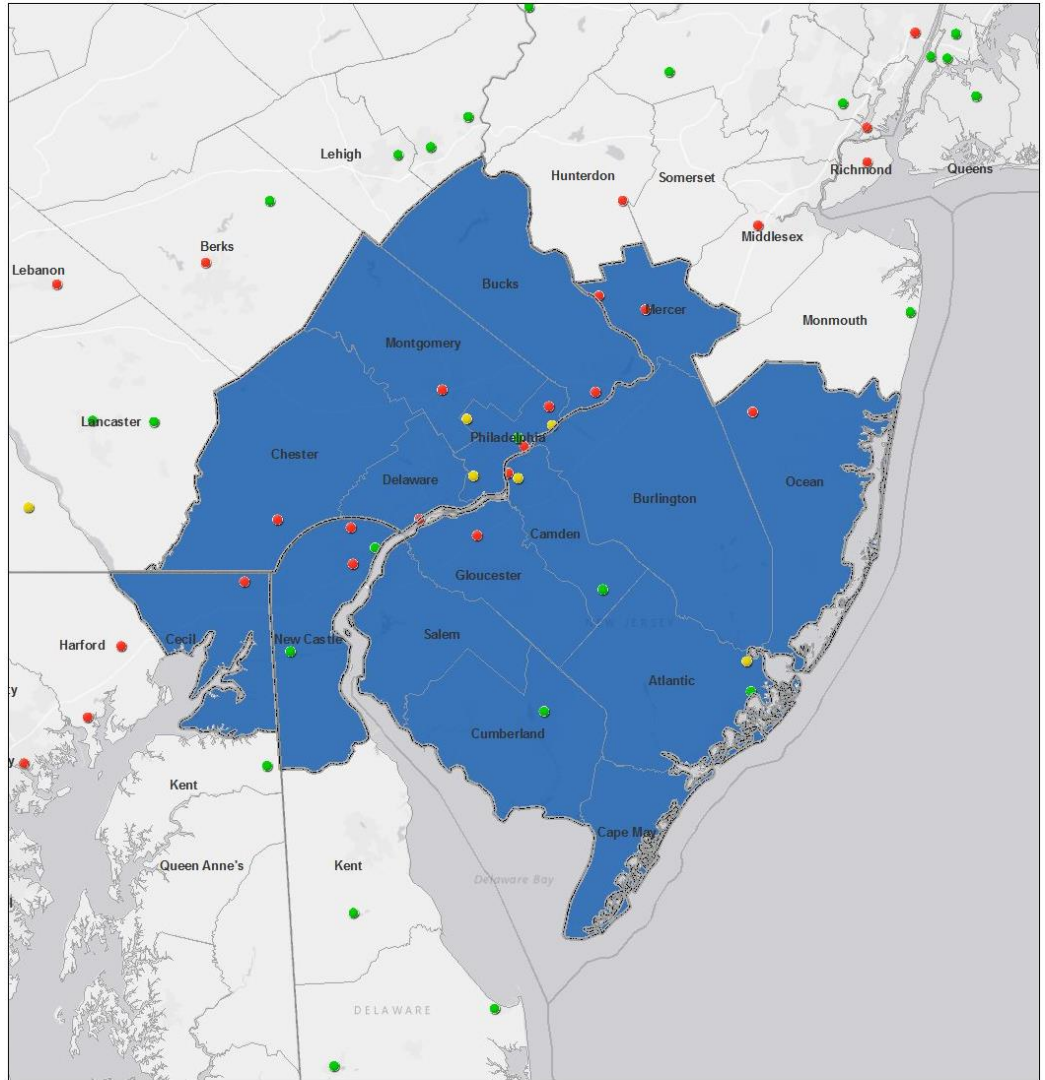 Lehigh
Hunterdon
Somerset
Richmond
Queens
Berks
Middlesex
Lebanon
Bucks
Mercer
Monmouth
Montgomery
Lancaster
Philadelphia
Chester
Delaware
Ocean
Burlington
Camden
Gloucester
NEW JERSEY
Salem
Harford
Cecil
New Castle
Atlantic
ty
Cumberland
y
Kent
Cape May
Queen Anne's
Kent
Delaware Bay
DELAWARE